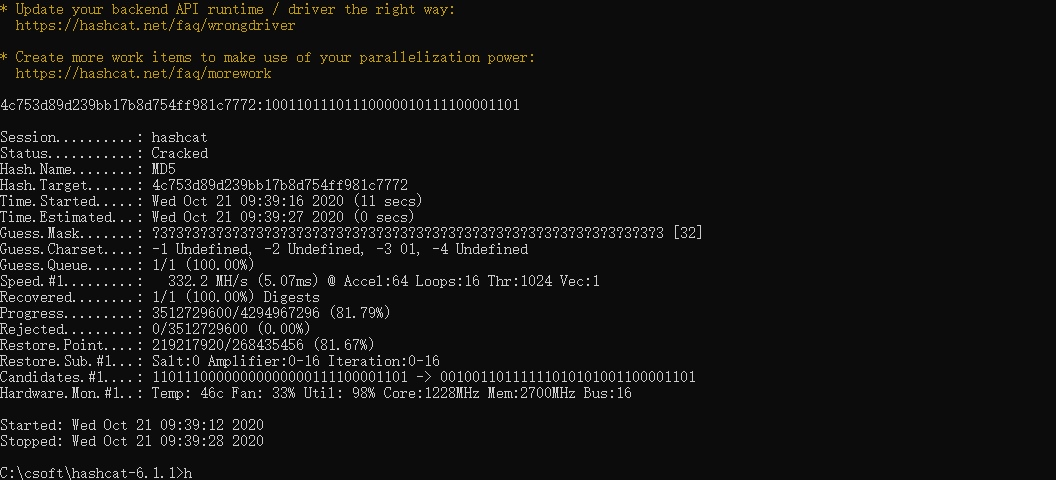 * Update your backend API runtime / driver the right way:
  https://hashcat.net/faq/wrongdriver
* Create more work items to make use of your parallelization power:
  https://hashcat.net/faq/morework
4c753d89d239bb17b8d754ff981c7772:10011011101110000010111100001101
Session..........: hashcat
Status...........: Cracked
Hash.Name........: MD5
Hash.Target......: 4c753d89d239bb17b8d754ff981c7772
Time.Started.....: Wed Oct 21 09:39:16 2020 (11 secs)
Time.Estimated...: Wed Oct 21 09:39:27 2020 (0 secs)
Guess.Mask.......: ?3?3?3?3?3?3?3?3?3?3?3?3?3?3?3?3?3?3?3?3?3?3?3?3?3?3?3?3?3?3?3?3 [32]
Guess.Charset....: -1 Undefined, -2 Undefined, -3 01, -4 Undefined
Guess.Queue......: 1/1 (100.00%)
Speed.#1.........:   332.2 MH/s (5.07ms) @ Accel:64 Loops:16 Thr:1024 Vec:1
Recovered........: 1/1 (100.00%) Digests
Progress.........: 3512729600/4294967296 (81.79%)
Rejected.........: 0/3512729600 (0.00%)
Restore.Point....: 219217920/268435456 (81.67%)
Restore.Sub.#1...: Salt:0 Amplifier:0-16 Iteration:0-16
Candidates.#1....: 11011100000000000000111100001101 -> 00100110111111010101001100001101
Hardware.Mon.#1..: Temp: 46c Fan: 33% Util: 98% Core:1228MHz Mem:2700MHz Bus:16
Started: Wed Oct 21 09:39:12 2020
Stopped: Wed Oct 21 09:39:28 2020
C:\csoft\hashcat-6.1.1>h